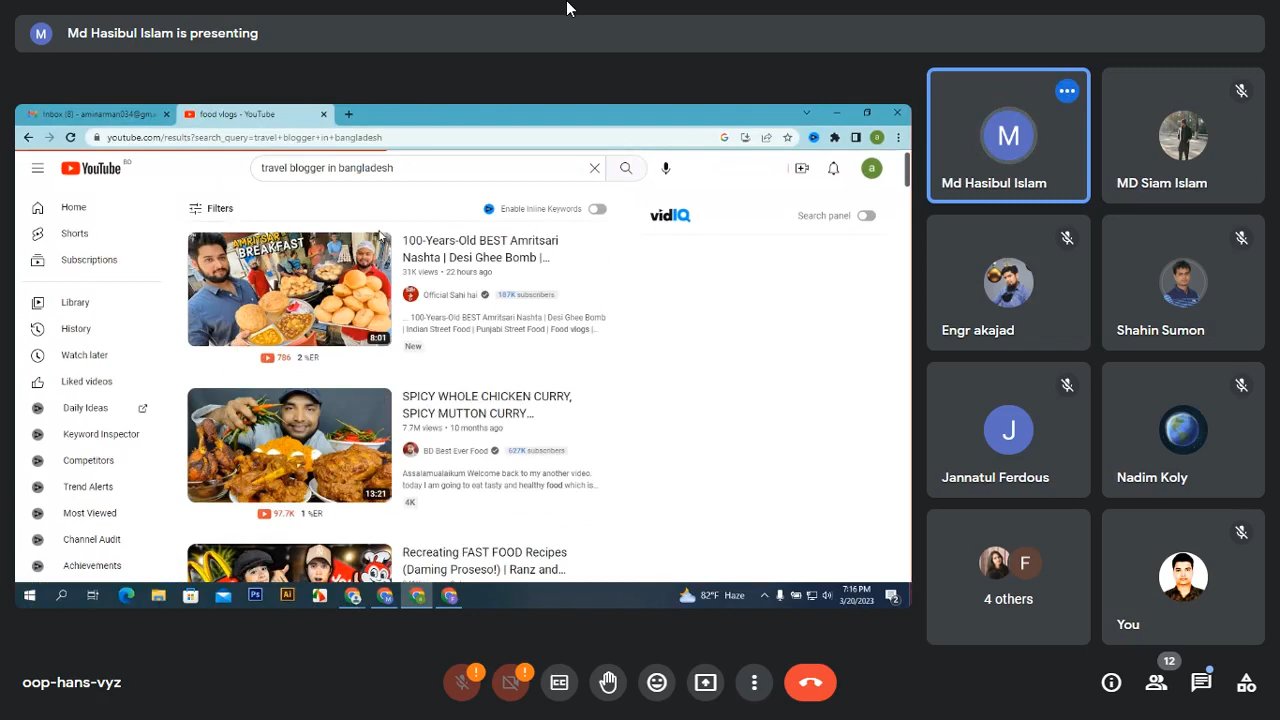 M Md Hasibul Islam is presenting
Inbox (8) - aminarman034@gm
food vlogs - YouTube
youtube.com/results?search_query=travel+blogger+in+bangladesh
YouTube BD
travel blogger in bangladesh
a
Home
Shorts
Subscriptions
Library
History
Watch later
Liked videos
Daily Ideas
Keyword Inspector
Competitors
Trend Alerts
Most Viewed
Channel Audit
Achievements
Filters
Enable Inline Keywords
vidIQ
Search panel
AMRITSAR
BREAKFAST
8:01
786 2 %ER
100-Years-Old BEST Amritsari
Nashta | Desi Ghee Bomb |...
31K views • 22 hours ago
Official Sahi hai 187K subscribers
... 100-Years-Old BEST Amritsari Nashta | Desi Ghee Bomb
| Indian Street Food | Punjabi Street Food | Food vlogs |...
New
13:21
97.7K 1 %ER
SPICY WHOLE CHICKEN CURRY,
SPICY MUTTON CURRY...
7.7M views • 10 months ago
BD Best Ever Food 627K subscribers
Assalamualaikum Welcome back to my another video.
today I am going to eat tasty and healthy food which is...
4K
Recreating FAST FOOD Recipes
(Daming Proseso!) | Ranz and...
Ps
Ai
82°F Haze
7:16 PM
3/20/2023
2
M
Md Hasibul Islam
MD Siam Islam
Engr akajad
Shahin Sumon
J
Jannatul Ferdous
Nadim Koly
F
4 others
You
oop-hans-vyz
12